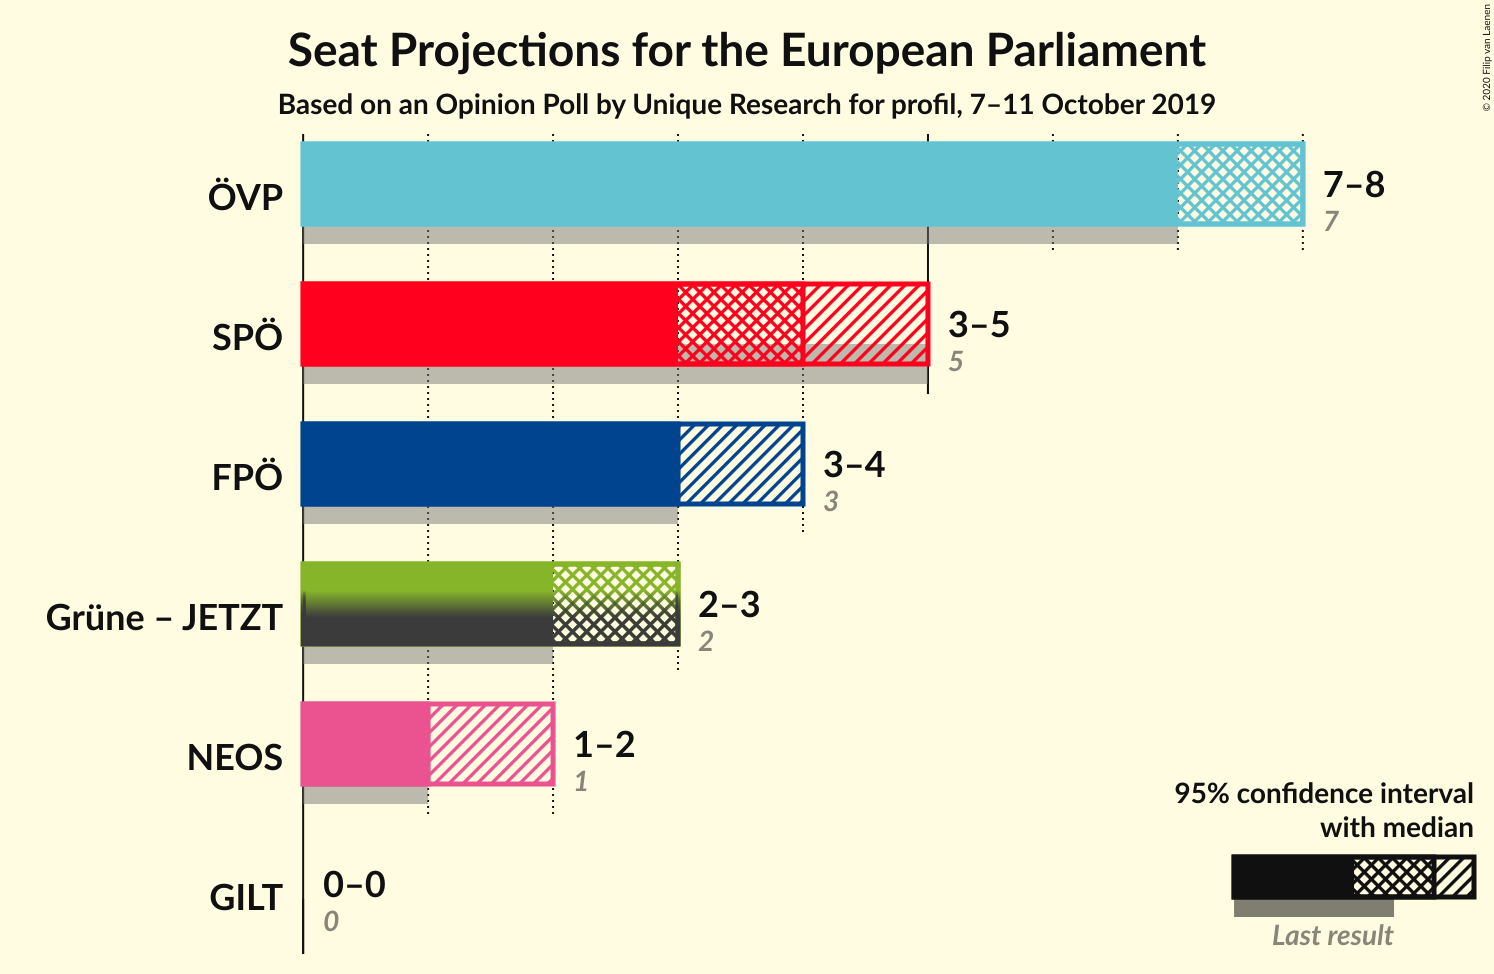 Seat Projections for the European Parliament
Based on an Opinion Poll by Unique Research for profil, 7–11 October 2019
© 2020 Filip van Laenen
ÖVP
7–8
7
SPÖ
3–5
5
FPÖ
3–4
3
Grüne – JETZT
2–3
2
NEOS
1–2
1
GILT
0–0
0
95% confidence interval
with median
Last result